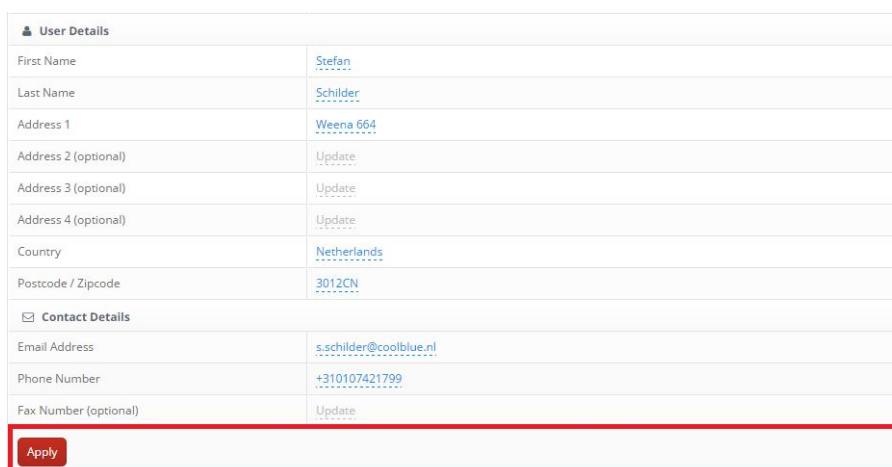 User Details
First Name Stefan
Last Name Schilder
Address 1 Weena 664
Address 2 (optional) Update
Address 3 (optional) Update
Address 4 (optional) Update
Country Netherlands
Postcode / Zipcode 3012CN
Contact Details
Email Address s.schilder@coolblue.nl
Phone Number +310107421799
Fax Number (optional) Update
Apply